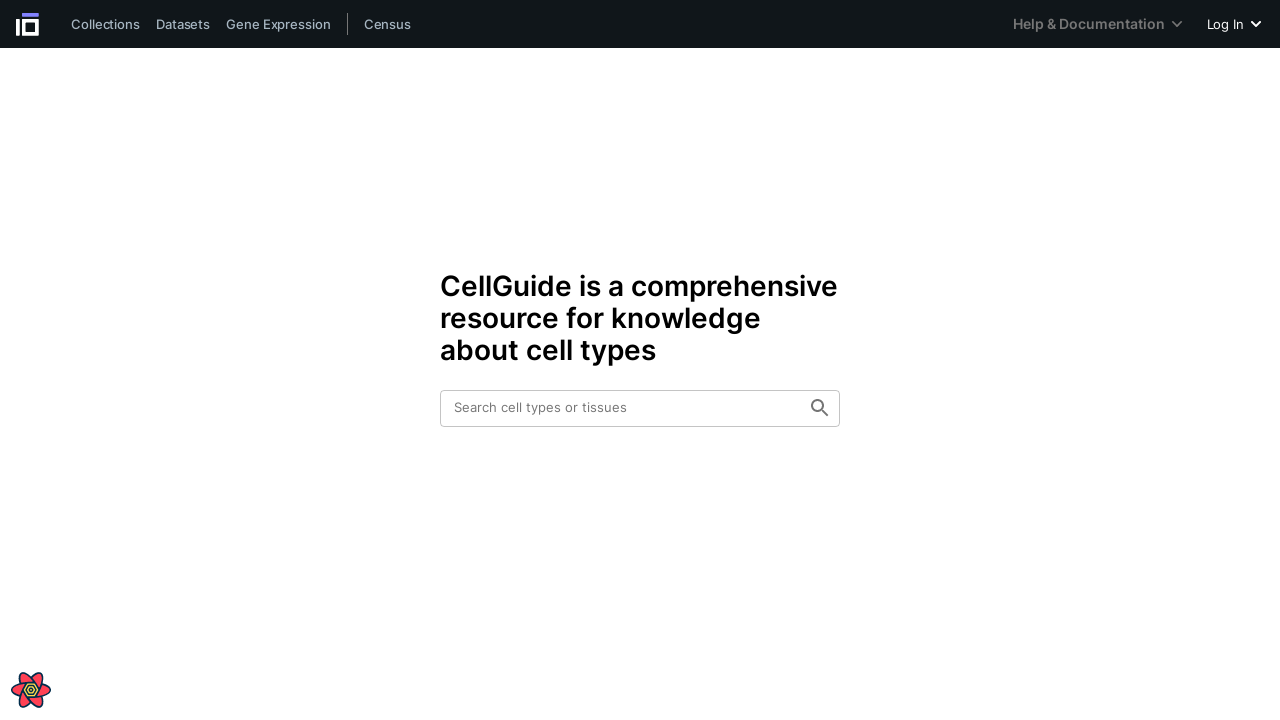 Collections Datasets Gene Expression Census Help & Documentation Log In
CellGuide is a comprehensive
resource for knowledge
about cell types
Search cell types or tissues